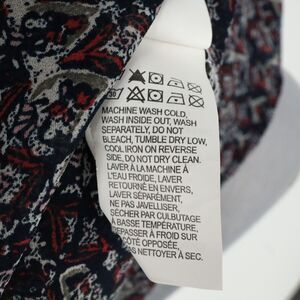 30
MACHINE WASH COLD,
WASH INSIDE OUT, WASH
SEPARATELY, DO NOT
BLEACH, TUMBLE DRY LOW,
COOL IRON ON REVERSE
SIDE, DO NOT DRY CLEAN.
LAVER À LA MACHINE À
L'EAU FROIDE, LAVER
RETOURNÉ EN ENVERS,
LAVER SÉPARÉMENT,
NE PAS JAVELLISER,
SÉCHER PAR CULBUTAGE
À BASSE TEMPÉRATURE,
REPASSER À FROID SUR
CÔTÉ OPPOSÉE,
PAS NETTOYER À SEC.